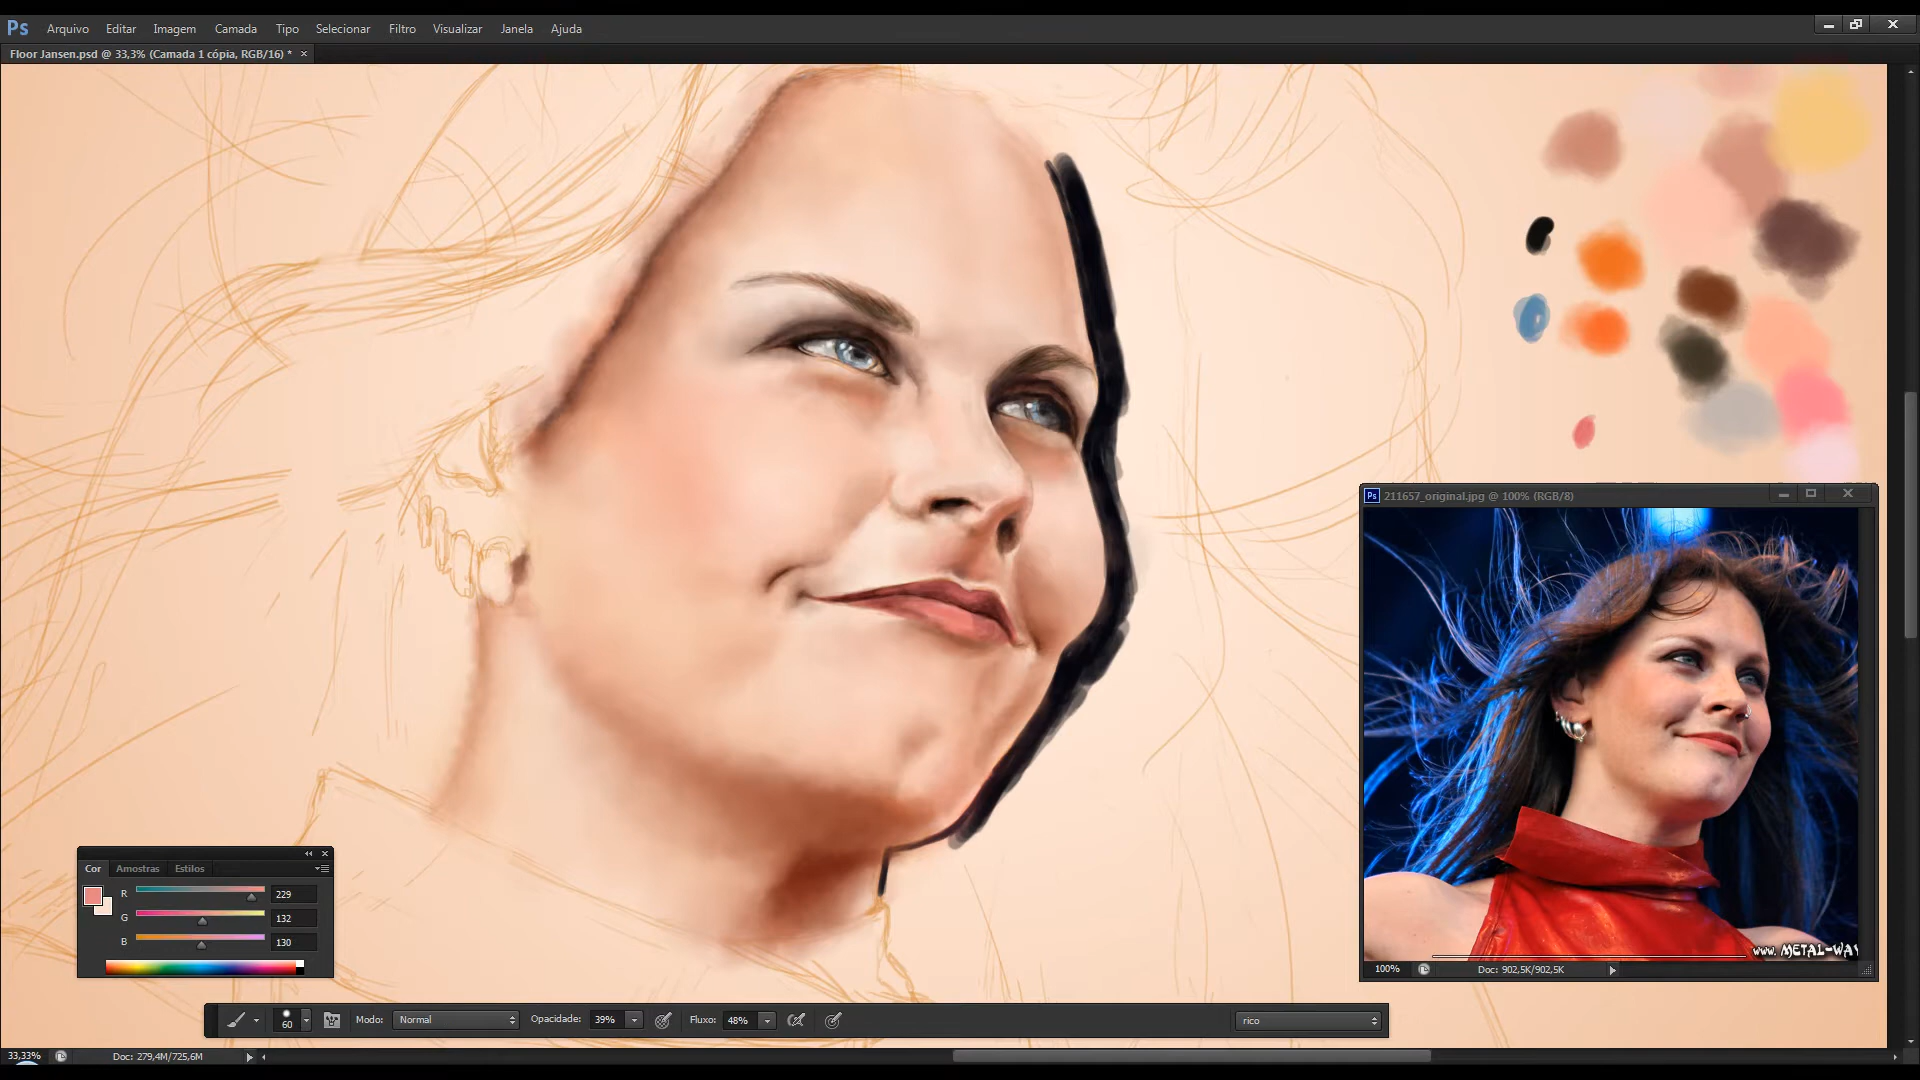 Ps Arquivo Editar Imagem Camada Tipo Selecionar Filtro Visualizar Janela Ajuda
Floor Jansen.psd @ 33,3% (Camada 1 cópia, RGB/16) * ×
Ps 211657_original.jpg @ 100% (RGB/8)
www. METAL-WAY
100% Doc: 902,5K/902,5K
Cor Amostras Estilos
R 229
G 132
B 130
60 Modo: Normal Opacidade: 39% Fluxo: 48% rico
33,33% Doc: 279,4M/725,6M